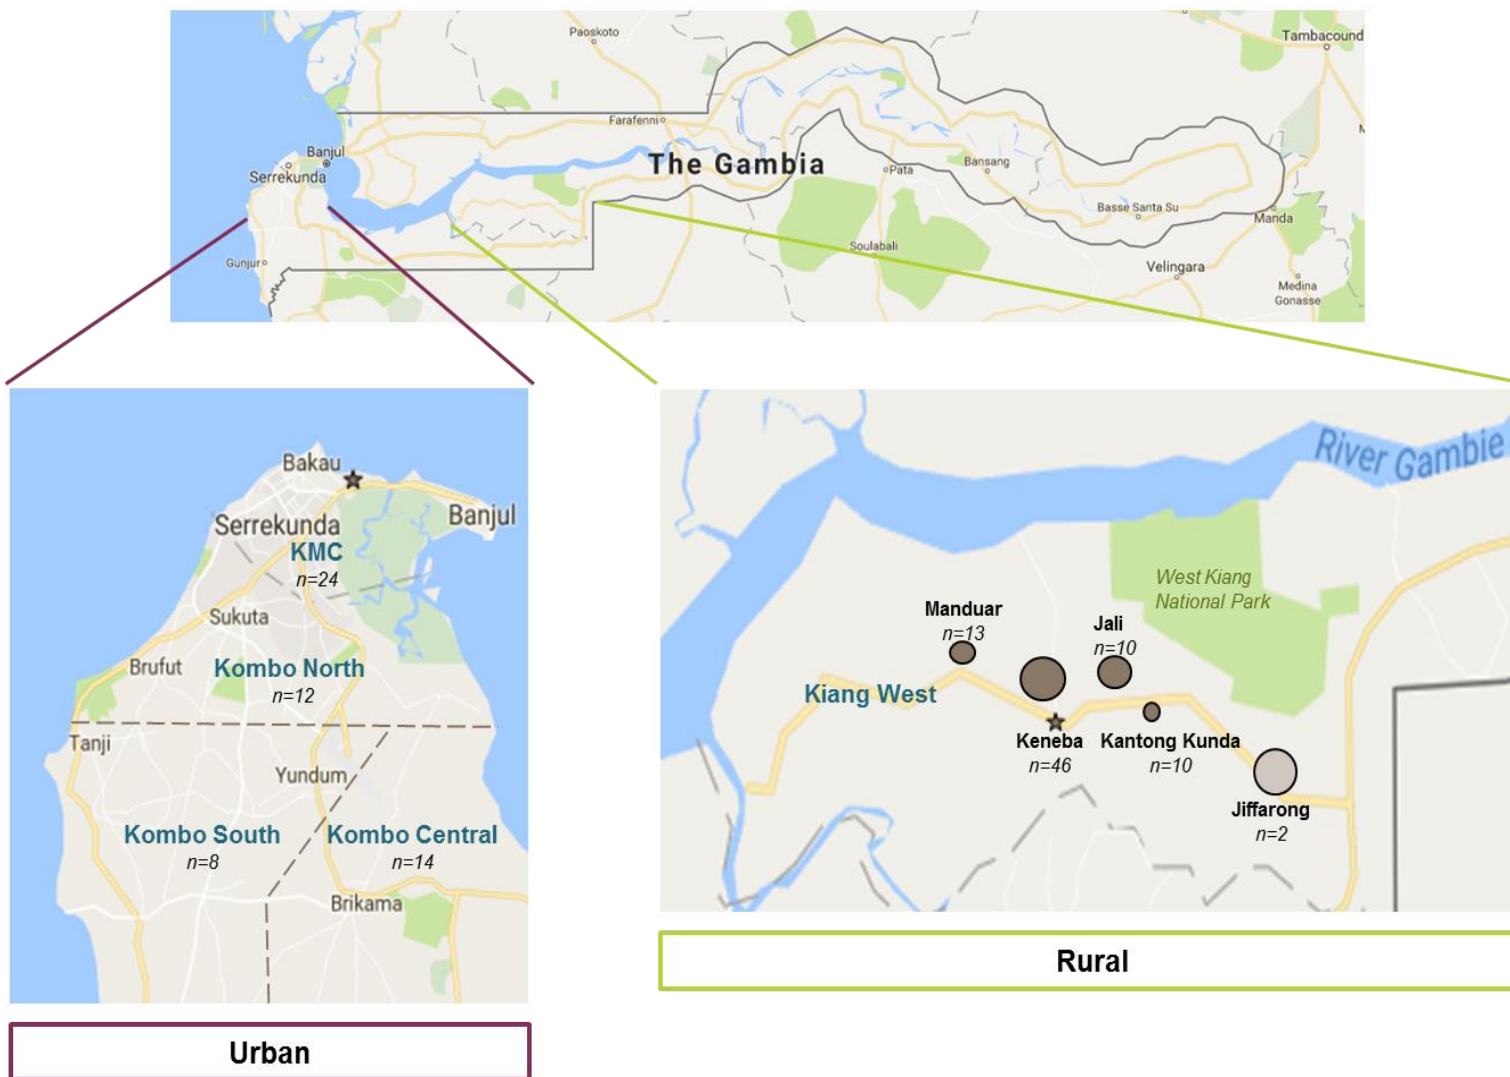 Paoskoto
Tambacound
Farafenni
Banjul
The Gambia
Serrekunda
Bansang
Pata
Basse Santa Su
Manda
Soulabali
Gunjur
Velingara
Medina
Gonasse
Bakau
Banjul
Serrekunda
KMC
n=24
Sukuta
Brufut
Kombo North
n=12
Tanji
Yundum
Kombo South
n=8
Kombo Central
n=14
Brikama
Urban
River Gambie
West Kiang
National Park
Manduar
n=13
Jali
n=10
Kiang West
Keneba
n=46
Kantong Kunda
n=10
Jiffarong
n=2
Rural